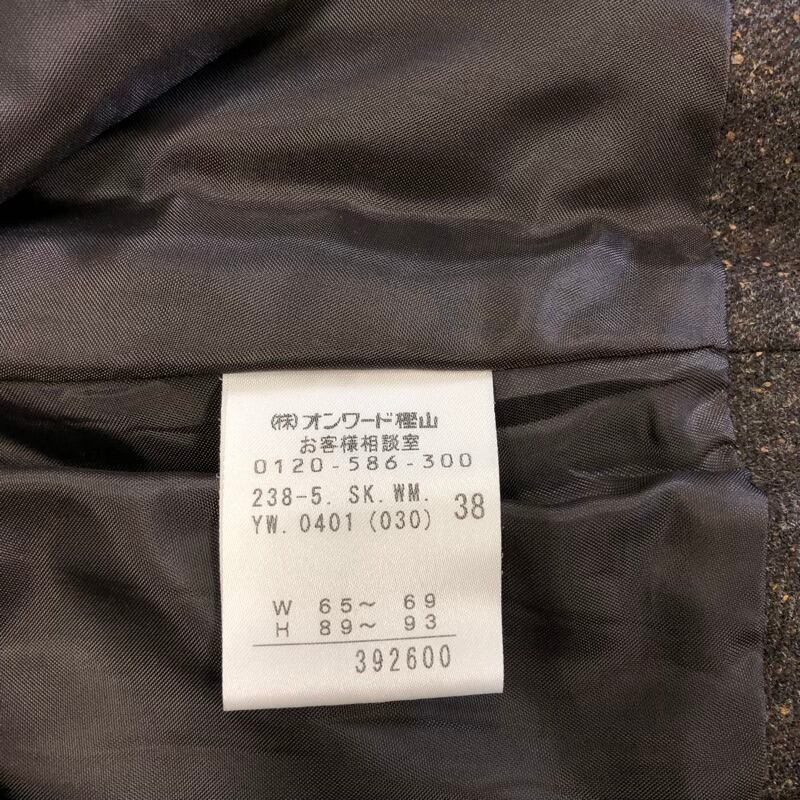 (株)オンワード樫山
お客様相談室
0120-586-300
238-5. SK. WM.
YW. 0401 (030) 38
W 65～ 69
H 89～ 93
392600